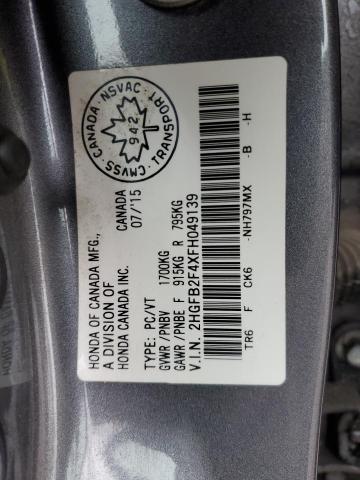 HONDA OF CANADA MFG.,
A DIVISION OF
HONDA CANADA INC.
CANADA
07/15
CANADA · NSVAC · TRANSPORT · CMVSS ·
942
TYPE: PC/VT
GVWR/PNBV 1700KG
GAWR/PNBE F 915KG R 795KG
V.I.N. 2HGFB2F4XFH049139
TR6 F CK6 -NH797MX -B -H